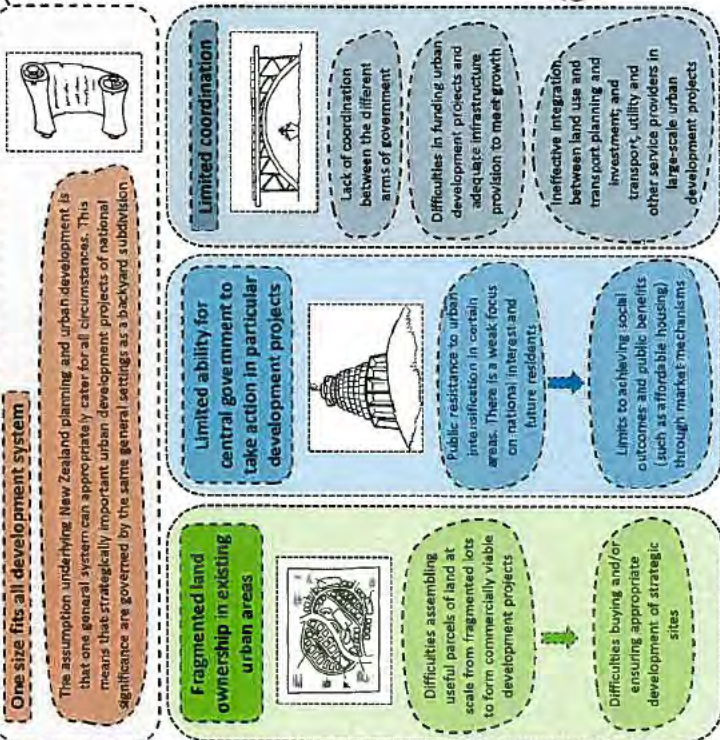 One size fits all development system
The assumption underlying New Zealand planning and urban development is
that one general system can appropriately cater for all circumstances. This
means that strategically important urban development projects of national
significance are governed by the same general settings as a backyard subdivision
Fragmented land
ownership in existing
urban areas
Difficulties assembling
useful parcels of land at
scale from fragmented lots
to form commercially viable
development projects
Difficulties buying and/or
ensuring appropriate
development of strategic
sites
Limited ability for
central government to
take action in particular
development projects
Public resistance to urban
intensification in certain
areas. There is a weak focus
on national interest and
future residents
Limits to achieving social
outcomes and public benefits
(such as affordable housing)
through market mechanisms
Limited coordination
Lack of coordination
between the different
arms of government
Difficulties in funding urban
development projects and
adequate infrastructure
provision to meet growth
Ineffective integration
between land use and
transport planning and
investment; and
transport, utility and
other service providers in
large-scale urban
development projects